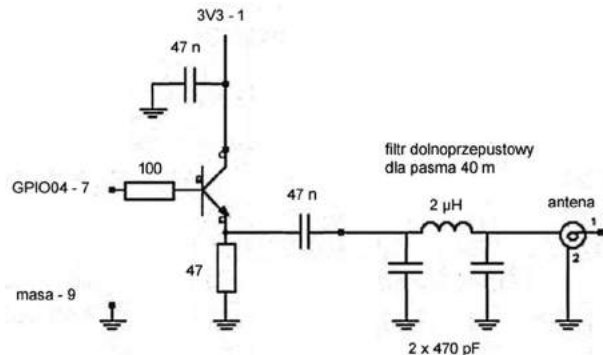 3V3 - 1
47 n
GPIO04 - 7
100
47 n
47
masa - 9
filtr dolnoprzepustowy
dla pasma 40 m
2 µH
antena
1
2
2 x 470 pF